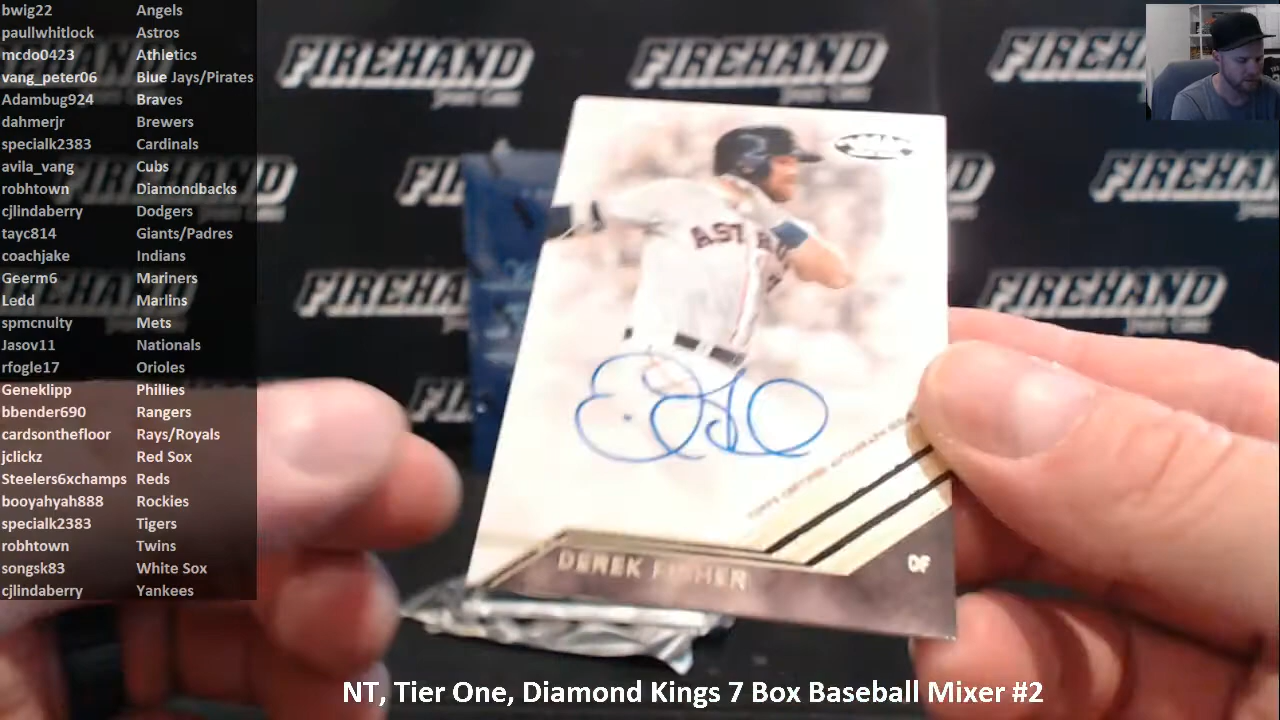 bwig22 Angels
paullwhitlock Astros
mcdo0423 Athletics
vang_peter06 Blue Jays/Pirates
Adambug924 Braves
dahmerjr Brewers
specialk2383 Cardinals
avila_vang Cubs
robhtown Diamondbacks
cjlindaberry Dodgers
tayc814 Giants/Padres
coachjake Indians
Geerm6 Mariners
Ledd Marlins
spmcnulty Mets
Jasov11 Nationals
rfogle17 Orioles
Geneklipp Phillies
bbender690 Rangers
cardsonthefloor Rays/Royals
jclickz Red Sox
Steelers6xchamps Reds
booyahyah888 Rockies
specialk2383 Tigers
robhtown Twins
songsk83 White Sox
cjlindaberry Yankees
FIREHAND
FIREHAND
FIREHAND
FIREHAND
FIREHAND
TOPPS CERTIFIED AUTOGRAPH ISSUE
DEREK FISHER
OF
NT, Tier One, Diamond Kings 7 Box Baseball Mixer #2